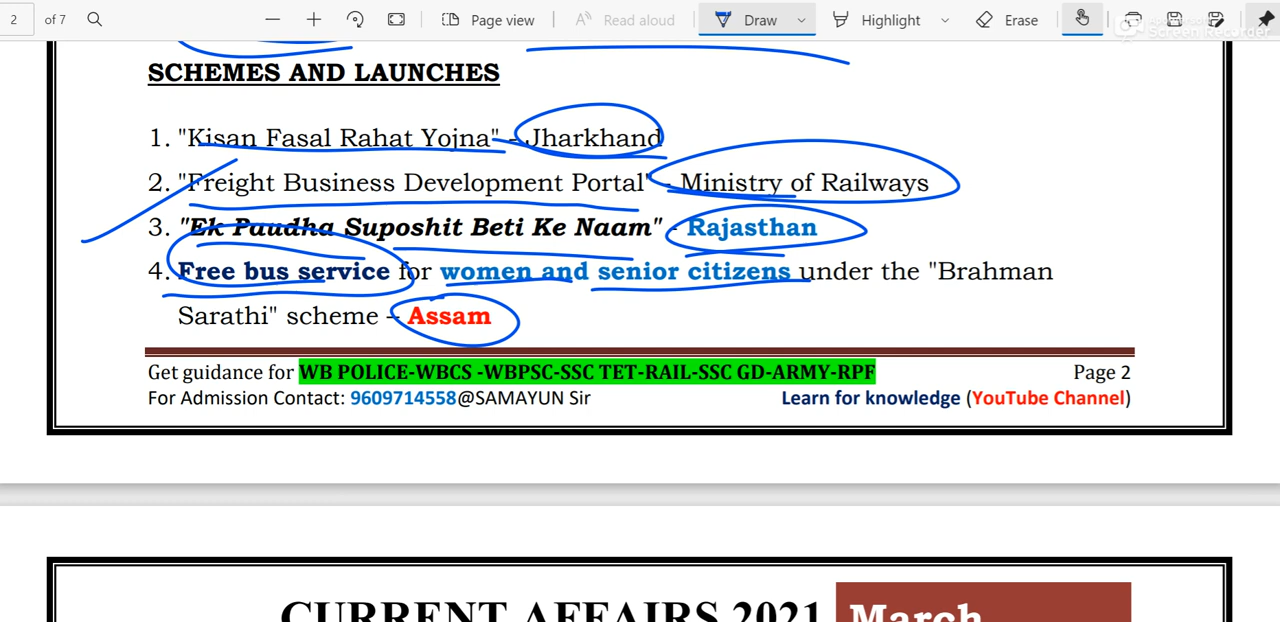 2 of 7 Page view Read aloud Draw Highlight Erase
Screen Recorder
SCHEMES AND LAUNCHES
1. "Kisan Fasal Rahat Yojna" – Jharkhand
2. "Freight Business Development Portal" - Ministry of Railways
3. "Ek Paudha Suposhit Beti Ke Naam" - Rajasthan
4. Free bus service for women and senior citizens under the "Brahman
Sarathi" scheme – Assam
Get guidance for WB POLICE-WBCS -WBPSC-SSC TET-RAIL-SSC GD-ARMY-RPF Page 2
For Admission Contact: 9609714558@SAMAYUN Sir Learn for knowledge (YouTube Channel)
CURRENT AFFAIRS 2021 March